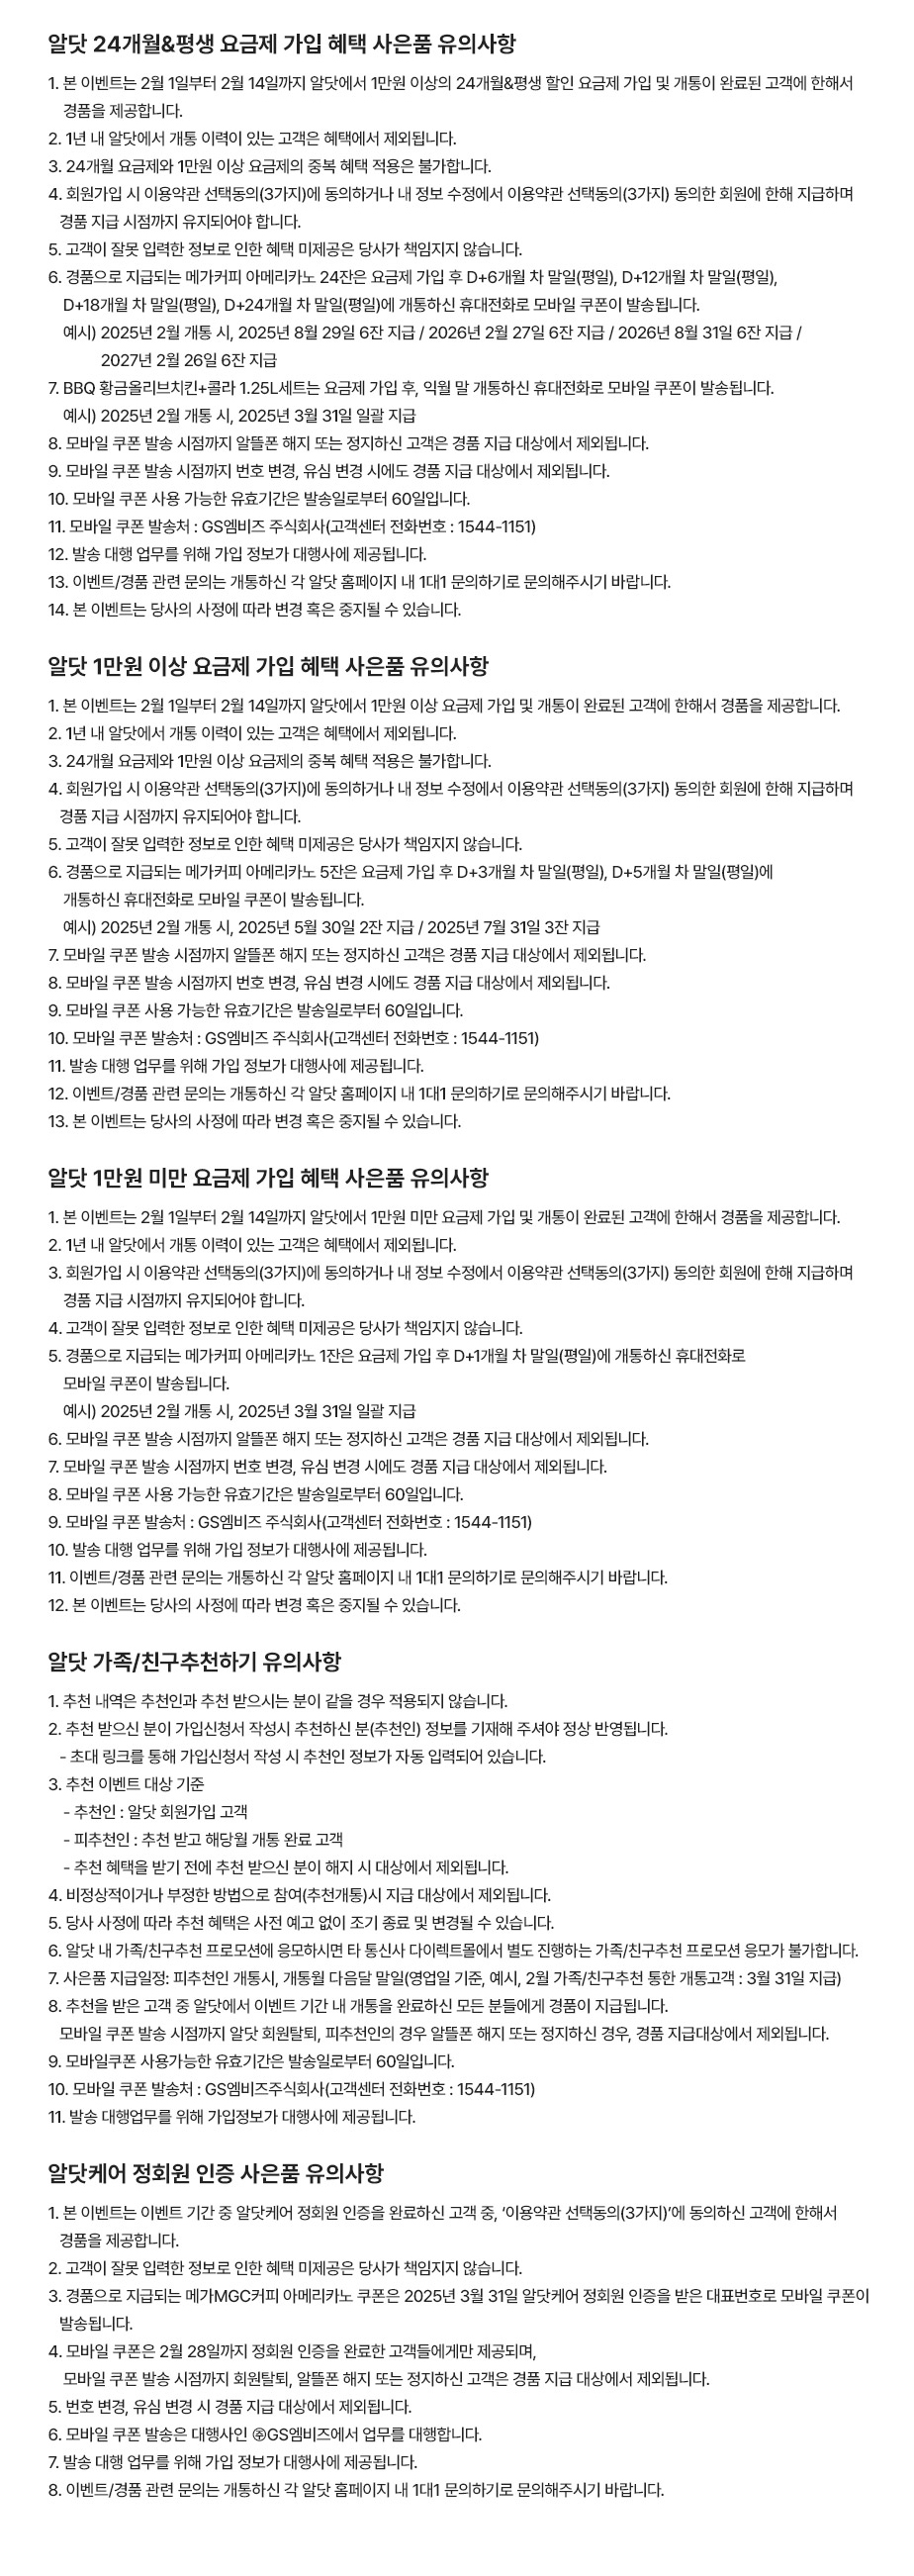 알닷 24개월&평생 요금제 가입 혜택 사은품 유의사항
1. 본 이벤트는 2월 1일부터 2월 14일까지 알닷에서 1만원 이상의 24개월&평생 할인 요금제 가입 및 개통이 완료된 고객에 한해서
경품을 제공합니다.
2. 1년 내 알닷에서 개통 이력이 있는 고객은 혜택에서 제외됩니다.
3. 24개월 요금제와 1만원 이상 요금제의 중복 혜택 적용은 불가합니다.
4. 회원가입 시 이용약관 선택동의(3가지)에 동의하거나 내 정보 수정에서 이용약관 선택동의(3가지) 동의한 회원에 한해 지급하며
경품 지급 시점까지 유지되어야 합니다.
5. 고객이 잘못 입력한 정보로 인한 혜택 미제공은 당사가 책임지지 않습니다.
6. 경품으로 지급되는 메가커피 아메리카노 24잔은 요금제 가입 후 D+6개월 차 말일(평일), D+12개월 차 말일(평일),
D+18개월 차 말일(평일), D+24개월 차 말일(평일)에 개통하신 휴대전화로 모바일 쿠폰이 발송됩니다.
예시) 2025년 2월 개통 시, 2025년 8월 29일 6잔 지급 / 2026년 2월 27일 6잔 지급 / 2026년 8월 31일 6잔 지급 /
2027년 2월 26일 6잔 지급
7. BBQ 황금올리브치킨+콜라 1.25L세트는 요금제 가입 후, 익월 말 개통하신 휴대전화로 모바일 쿠폰이 발송됩니다.
예시) 2025년 2월 개통 시, 2025년 3월 31일 일괄 지급
8. 모바일 쿠폰 발송 시점까지 알뜰폰 해지 또는 정지하신 고객은 경품 지급 대상에서 제외됩니다.
9. 모바일 쿠폰 발송 시점까지 번호 변경, 유심 변경 시에도 경품 지급 대상에서 제외됩니다.
10. 모바일 쿠폰 사용 가능한 유효기간은 발송일로부터 60일입니다.
11. 모바일 쿠폰 발송처 : GS엠비즈 주식회사(고객센터 전화번호 : 1544-1151)
12. 발송 대행 업무를 위해 가입 정보가 대행사에 제공됩니다.
13. 이벤트/경품 관련 문의는 개통하신 각 알닷 홈페이지 내 1대1 문의하기로 문의해주시기 바랍니다.
14. 본 이벤트는 당사의 사정에 따라 변경 혹은 중지될 수 있습니다.
알닷 1만원 이상 요금제 가입 혜택 사은품 유의사항
1. 본 이벤트는 2월 1일부터 2월 14일까지 알닷에서 1만원 이상 요금제 가입 및 개통이 완료된 고객에 한해서 경품을 제공합니다.
2. 1년 내 알닷에서 개통 이력이 있는 고객은 혜택에서 제외됩니다.
3. 24개월 요금제와 1만원 이상 요금제의 중복 혜택 적용은 불가합니다.
4. 회원가입 시 이용약관 선택동의(3가지)에 동의하거나 내 정보 수정에서 이용약관 선택동의(3가지) 동의한 회원에 한해 지급하며
경품 지급 시점까지 유지되어야 합니다.
5. 고객이 잘못 입력한 정보로 인한 혜택 미제공은 당사가 책임지지 않습니다.
6. 경품으로 지급되는 메가커피 아메리카노 5잔은 요금제 가입 후 D+3개월 차 말일(평일), D+5개월 차 말일(평일)에
개통하신 휴대전화로 모바일 쿠폰이 발송됩니다.
예시) 2025년 2월 개통 시, 2025년 5월 30일 2잔 지급 / 2025년 7월 31일 3잔 지급
7. 모바일 쿠폰 발송 시점까지 알뜰폰 해지 또는 정지하신 고객은 경품 지급 대상에서 제외됩니다.
8. 모바일 쿠폰 발송 시점까지 번호 변경, 유심 변경 시에도 경품 지급 대상에서 제외됩니다.
9. 모바일 쿠폰 사용 가능한 유효기간은 발송일로부터 60일입니다.
10. 모바일 쿠폰 발송처 : GS엠비즈 주식회사(고객센터 전화번호 : 1544-1151)
11. 발송 대행 업무를 위해 가입 정보가 대행사에 제공됩니다.
12. 이벤트/경품 관련 문의는 개통하신 각 알닷 홈페이지 내 1대1 문의하기로 문의해주시기 바랍니다.
13. 본 이벤트는 당사의 사정에 따라 변경 혹은 중지될 수 있습니다.
알닷 1만원 미만 요금제 가입 혜택 사은품 유의사항
1. 본 이벤트는 2월 1일부터 2월 14일까지 알닷에서 1만원 미만 요금제 가입 및 개통이 완료된 고객에 한해서 경품을 제공합니다.
2. 1년 내 알닷에서 개통 이력이 있는 고객은 혜택에서 제외됩니다.
3. 회원가입 시 이용약관 선택동의(3가지)에 동의하거나 내 정보 수정에서 이용약관 선택동의(3가지) 동의한 회원에 한해 지급하며
경품 지급 시점까지 유지되어야 합니다.
4. 고객이 잘못 입력한 정보로 인한 혜택 미제공은 당사가 책임지지 않습니다.
5. 경품으로 지급되는 메가커피 아메리카노 1잔은 요금제 가입 후 D+1개월 차 말일(평일)에 개통하신 휴대전화로
모바일 쿠폰이 발송됩니다.
예시) 2025년 2월 개통 시, 2025년 3월 31일 일괄 지급
6. 모바일 쿠폰 발송 시점까지 알뜰폰 해지 또는 정지하신 고객은 경품 지급 대상에서 제외됩니다.
7. 모바일 쿠폰 발송 시점까지 번호 변경, 유심 변경 시에도 경품 지급 대상에서 제외됩니다.
8. 모바일 쿠폰 사용 가능한 유효기간은 발송일로부터 60일입니다.
9. 모바일 쿠폰 발송처 : GS엠비즈 주식회사(고객센터 전화번호 : 1544-1151)
10. 발송 대행 업무를 위해 가입 정보가 대행사에 제공됩니다.
11. 이벤트/경품 관련 문의는 개통하신 각 알닷 홈페이지 내 1대1 문의하기로 문의해주시기 바랍니다.
12. 본 이벤트는 당사의 사정에 따라 변경 혹은 중지될 수 있습니다.
알닷 가족/친구추천하기 유의사항
1. 추천 내역은 추천인과 추천 받으시는 분이 같을 경우 적용되지 않습니다.
2. 추천 받으신 분이 가입신청서 작성시 추천하신 분(추천인) 정보를 기재해 주셔야 정상 반영됩니다.
- 초대 링크를 통해 가입신청서 작성 시 추천인 정보가 자동 입력되어 있습니다.
3. 추천 이벤트 대상 기준
- 추천인 : 알닷 회원가입 고객
- 피추천인 : 추천 받고 해당월 개통 완료 고객
- 추천 혜택을 받기 전에 추천 받으신 분이 해지 시 대상에서 제외됩니다.
4. 비정상적이거나 부정한 방법으로 참여(추천개통)시 지급 대상에서 제외됩니다.
5. 당사 사정에 따라 추천 혜택은 사전 예고 없이 조기 종료 및 변경될 수 있습니다.
6. 알닷 내 가족/친구추천 프로모션에 응모하시면 타 통신사 다이렉트몰에서 별도 진행하는 가족/친구추천 프로모션 응모가 불가합니다.
7. 사은품 지급일정: 피추천인 개통시, 개통월 다음달 말일(영업일 기준, 예시, 2월 가족/친구추천 통한 개통고객 : 3월 31일 지급)
8. 추천을 받은 고객 중 알닷에서 이벤트 기간 내 개통을 완료하신 모든 분들에게 경품이 지급됩니다.
모바일 쿠폰 발송 시점까지 알닷 회원탈퇴, 피추천인의 경우 알뜰폰 해지 또는 정지하신 경우, 경품 지급대상에서 제외됩니다.
9. 모바일쿠폰 사용가능한 유효기간은 발송일로부터 60일입니다.
10. 모바일 쿠폰 발송처 : GS엠비즈주식회사(고객센터 전화번호 : 1544-1151)
11. 발송 대행업무를 위해 가입정보가 대행사에 제공됩니다.
알닷케어 정회원 인증 사은품 유의사항
1. 본 이벤트는 이벤트 기간 중 알닷케어 정회원 인증을 완료하신 고객 중, ‘이용약관 선택동의(3가지)’에 동의하신 고객에 한해서
경품을 제공합니다.
2. 고객이 잘못 입력한 정보로 인한 혜택 미제공은 당사가 책임지지 않습니다.
3. 경품으로 지급되는 메가MGC커피 아메리카노 쿠폰은 2025년 3월 31일 알닷케어 정회원 인증을 받은 대표번호로 모바일 쿠폰이
발송됩니다.
4. 모바일 쿠폰은 2월 28일까지 정회원 인증을 완료한 고객들에게만 제공되며,
모바일 쿠폰 발송 시점까지 회원탈퇴, 알뜰폰 해지 또는 정지하신 고객은 경품 지급 대상에서 제외됩니다.
5. 번호 변경, 유심 변경 시 경품 지급 대상에서 제외됩니다.
6. 모바일 쿠폰 발송은 대행사인 ㉾GS엠비즈에서 업무를 대행합니다.
7. 발송 대행 업무를 위해 가입 정보가 대행사에 제공됩니다.
8. 이벤트/경품 관련 문의는 개통하신 각 알닷 홈페이지 내 1대1 문의하기로 문의해주시기 바랍니다.